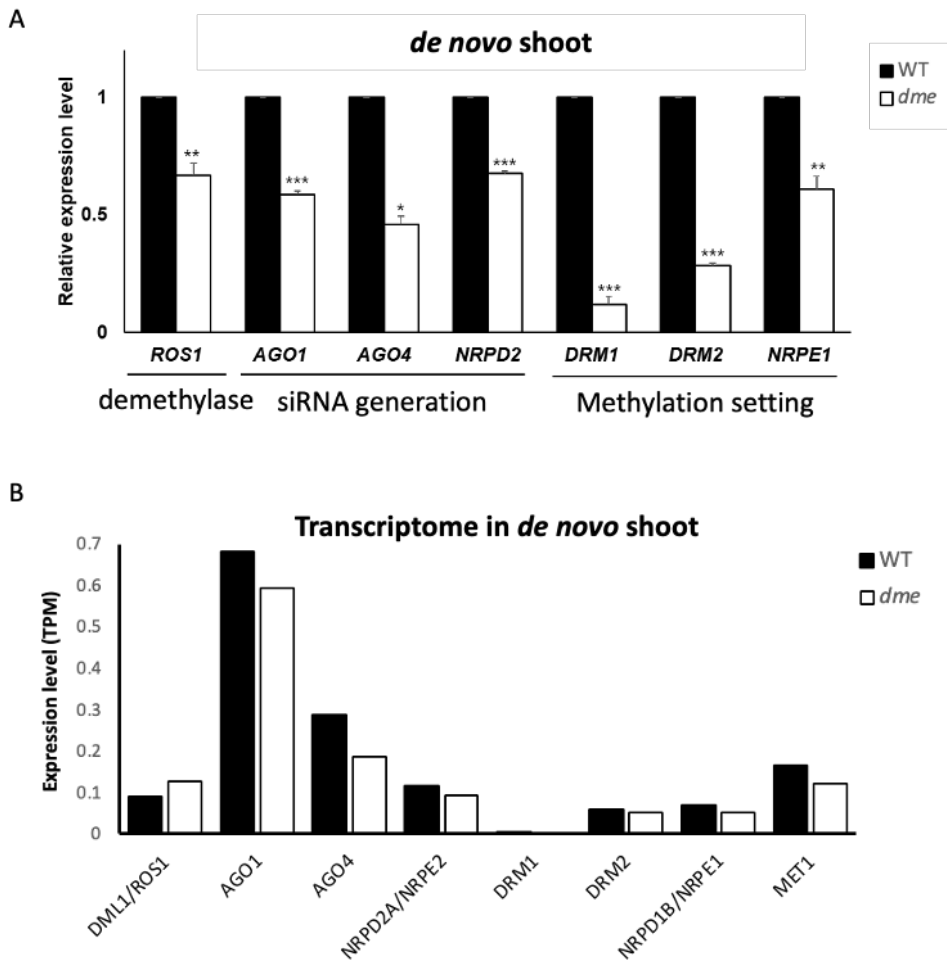 A
de novo shoot
WT
dme
Relative expression level
1
0.5
0
**
***
*
***
***
***
**
ROS1 AGO1 AGO4 NRPD2 DRM1 DRM2 NRPE1
demethylase siRNA generation Methylation setting
B
Transcriptome in de novo shoot
WT
dme
Expression level (TPM)
0.7
0.6
0.5
0.4
0.3
0.2
0.1
0
DML1/ROS1
AGO1
AGO4
NRPD2A/NRPE2
DRM1
DRM2
NRPD1B/NRPE1
MET1